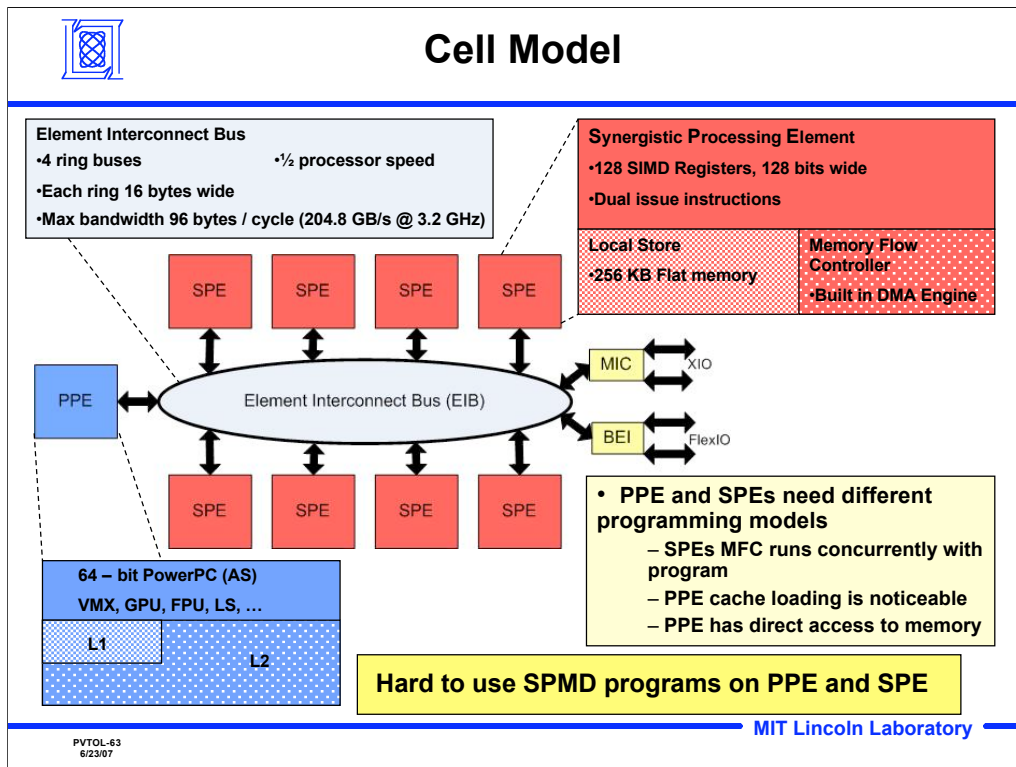 Cell Model
Element Interconnect Bus
•4 ring buses •½ processor speed
•Each ring 16 bytes wide
•Max bandwidth 96 bytes / cycle (204.8 GB/s @ 3.2 GHz)
Synergistic Processing Element
•128 SIMD Registers, 128 bits wide
•Dual issue instructions
Local Store
•256 KB Flat memory
Memory Flow
Controller
•Built in DMA Engine
SPE SPE SPE SPE
MIC XIO
PPE Element Interconnect Bus (EIB)
BEI FlexIO
SPE SPE SPE SPE
• PPE and SPEs need different
programming models
– SPEs MFC runs concurrently with
program
– PPE cache loading is noticeable
– PPE has direct access to memory
64 – bit PowerPC (AS)
VMX, GPU, FPU, LS, …
L1
L2
Hard to use SPMD programs on PPE and SPE
MIT Lincoln Laboratory
PVTOL-63
6/23/07